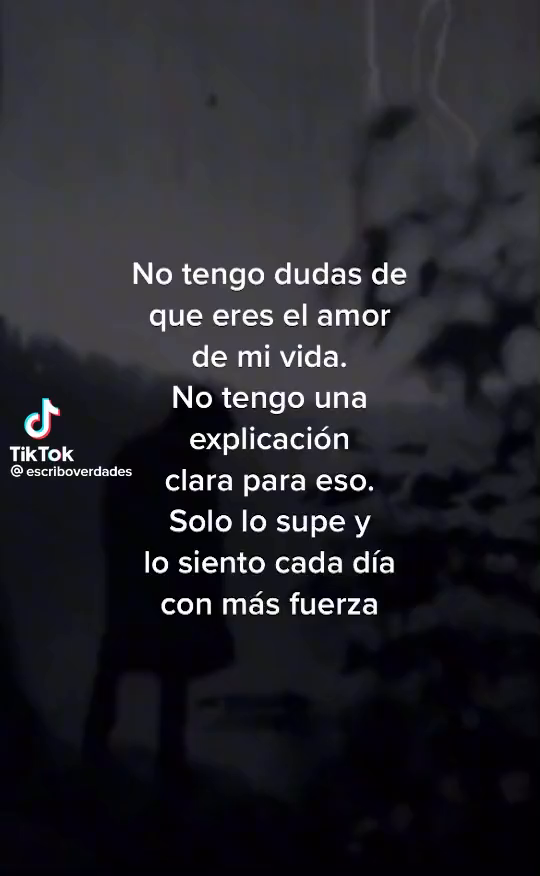 No tengo dudas de
que eres el amor
de mi vida.
No tengo una
explicación
clara para eso.
Solo lo supe y
lo siento cada día
con más fuerza
TikTok
@escriboverdades